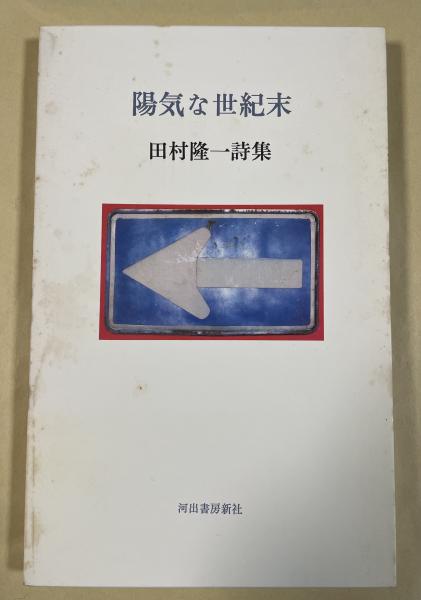 陽気な世紀末
田村隆一詩集
河出書房新社